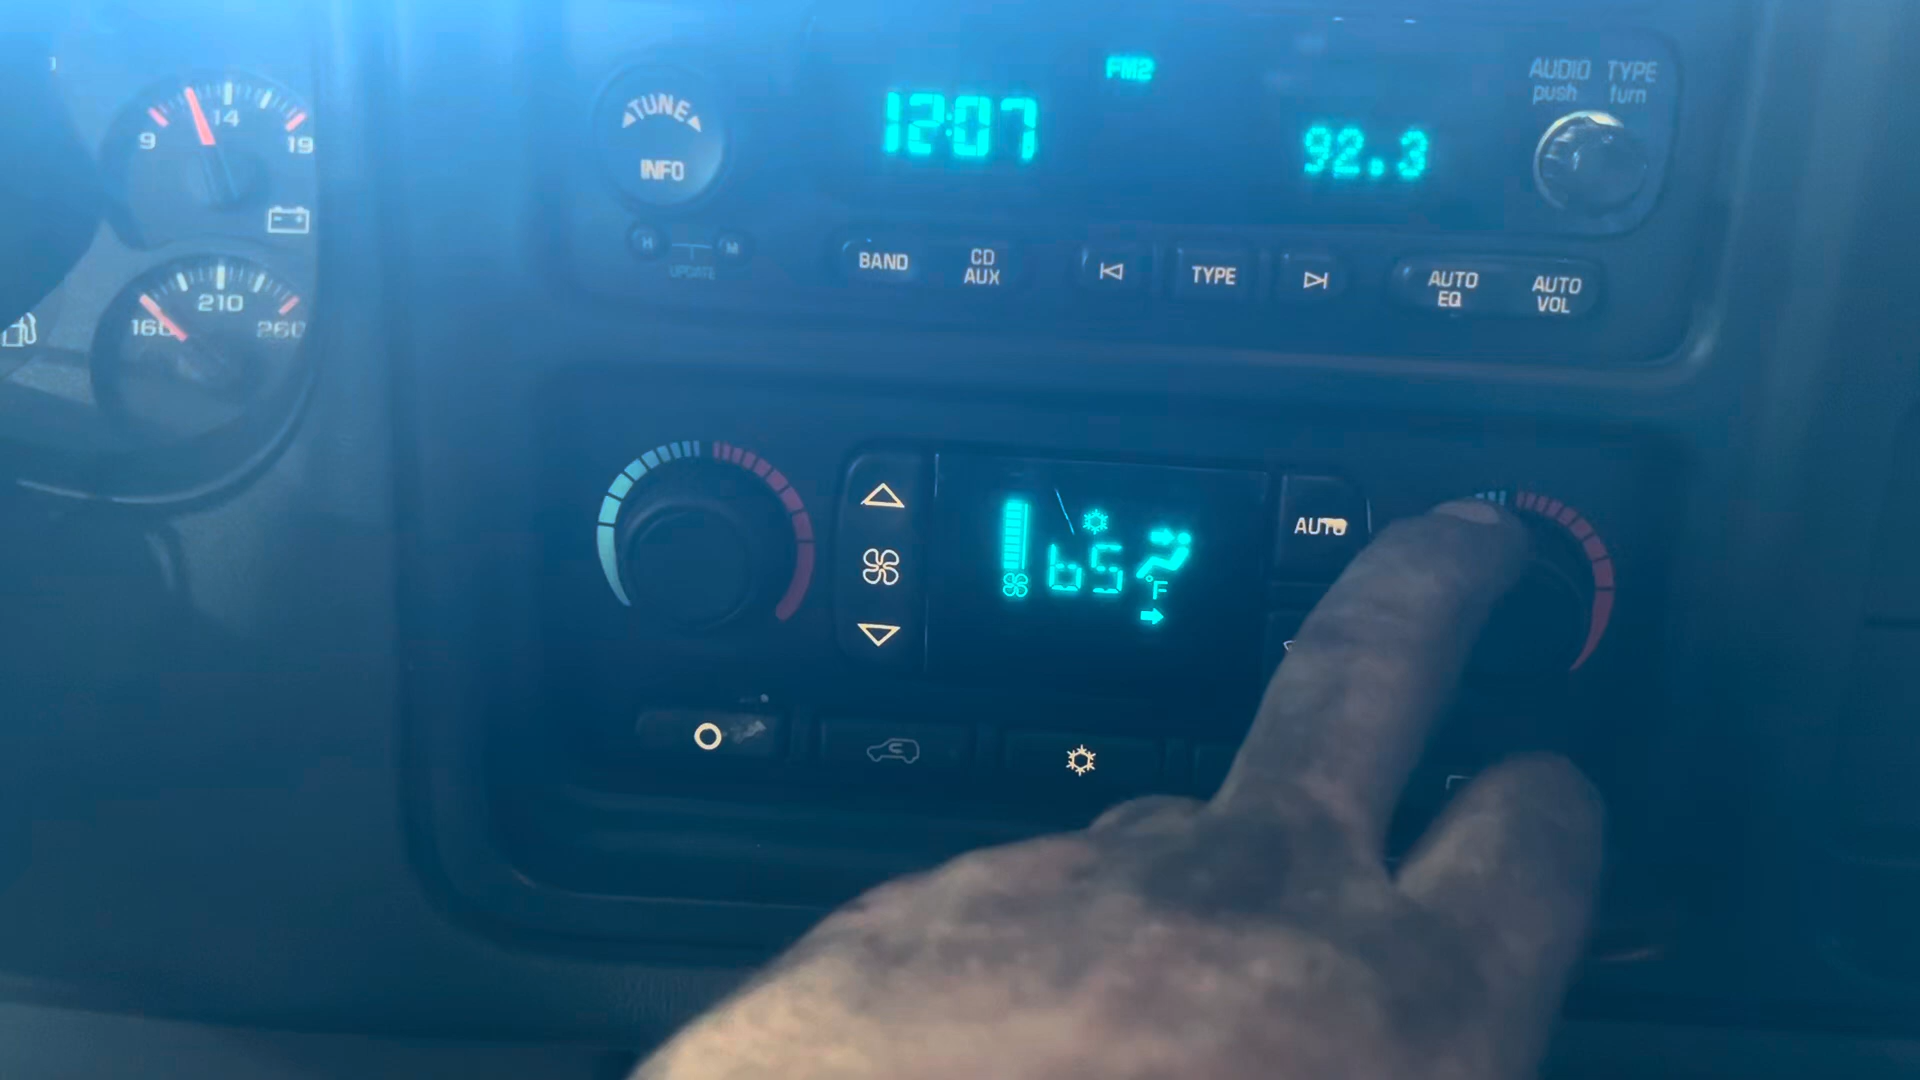 9
14
19
160
210
260
TUNE
INFO
H
M
UPDATE
12:07
FM2
92.3
AUDIO TYPE
push turn
BAND
CD
AUX
TYPE
AUTO
EQ
AUTO
VOL
65 °F
AUTO